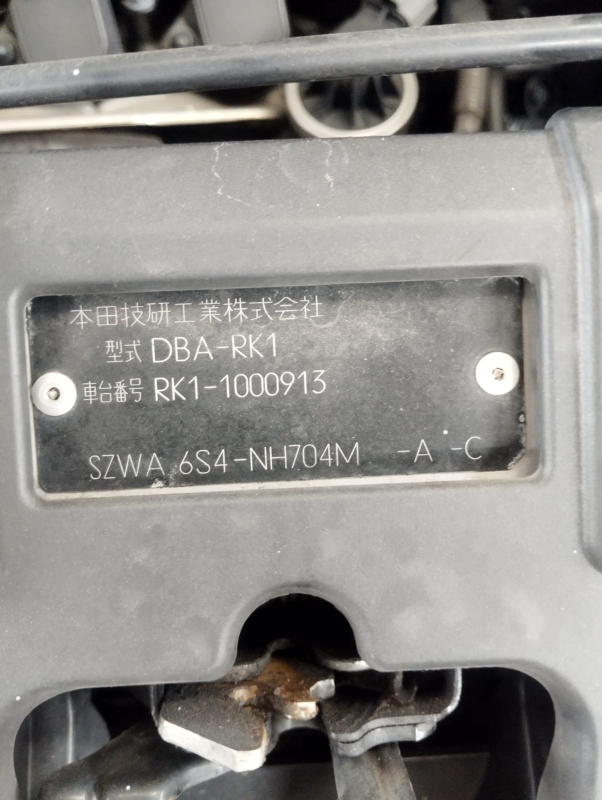 本田技研工業株式会社
型式 DBA-RK1
車台番号 RK1-1000913
SZWA 6S4-NH704M -A -C